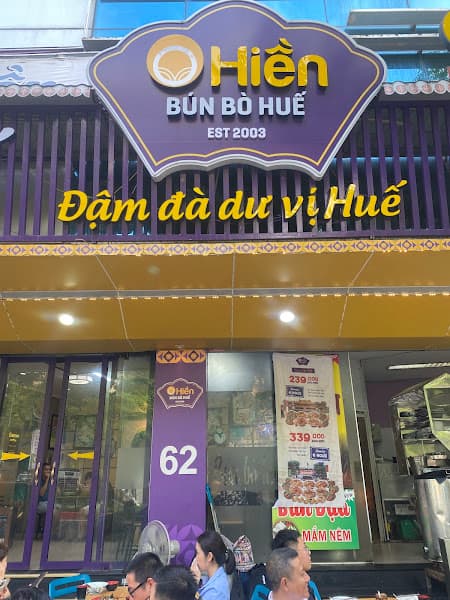 Hiền
BÚN BÒ HUẾ
EST 2003
Đậm đà dư vị Huế
Hiền
BÚN BÒ HUẾ
62
239.000
339.000
Bún Đậu
MẮM NÊM